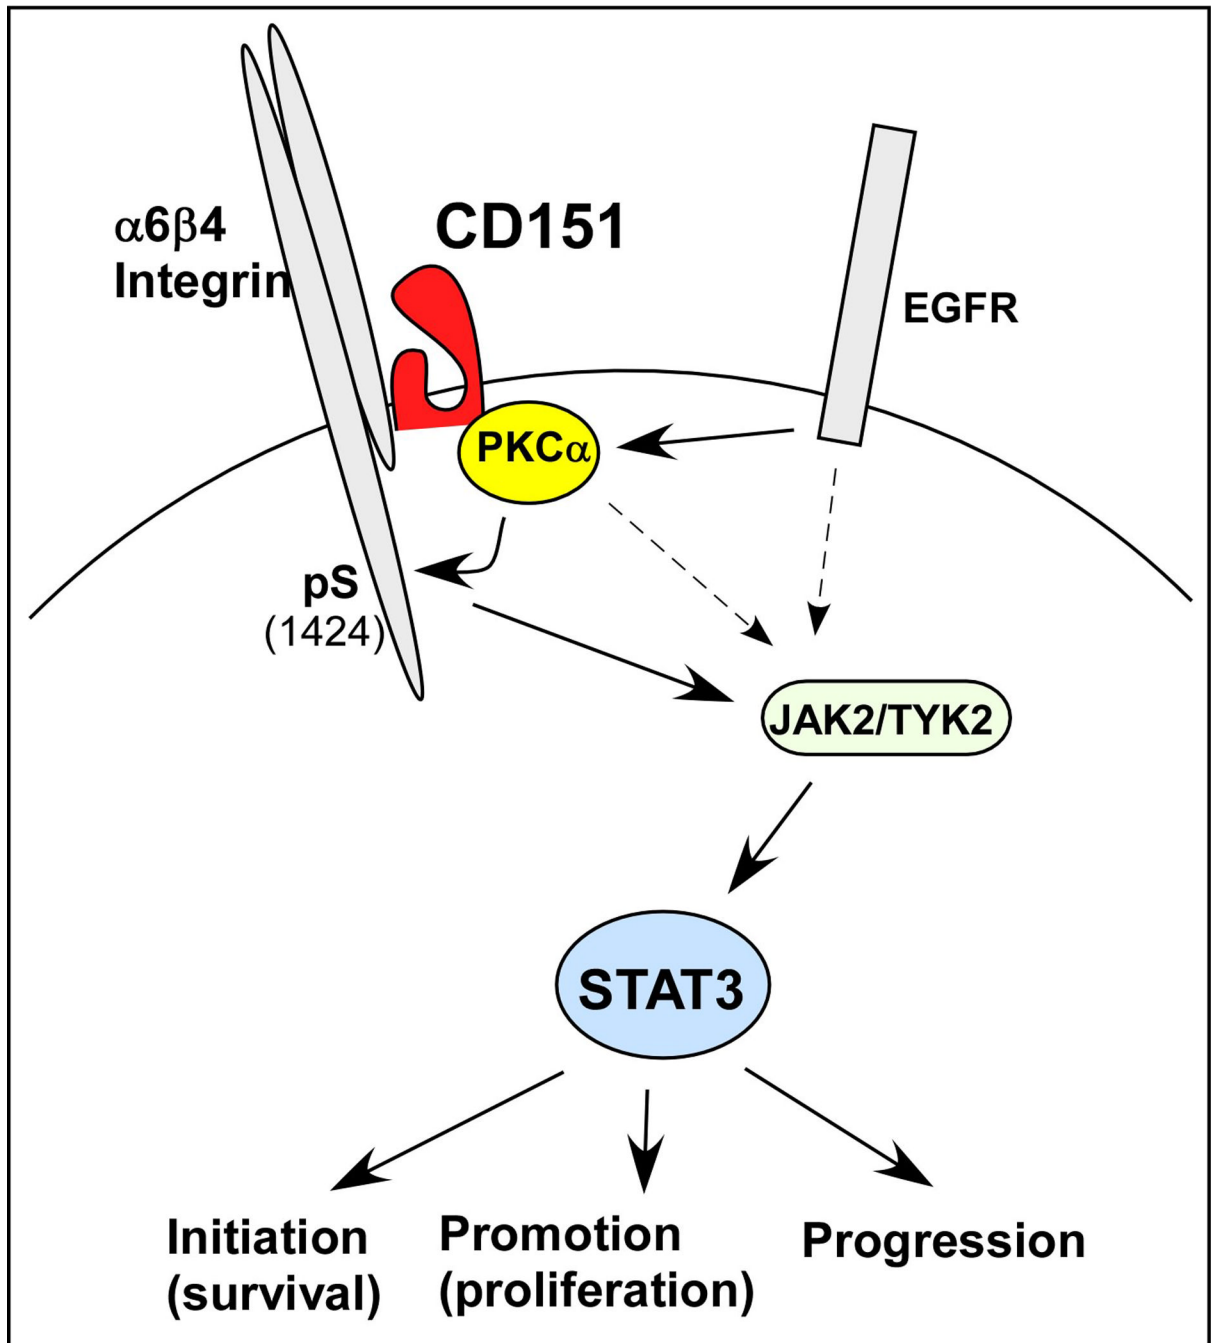 α6β4
Integrin
CD151
EGFR
PKCα
pS
(1424)
JAK2/TYK2
STAT3
Initiation
(survival)
Promotion
(proliferation)
Progression